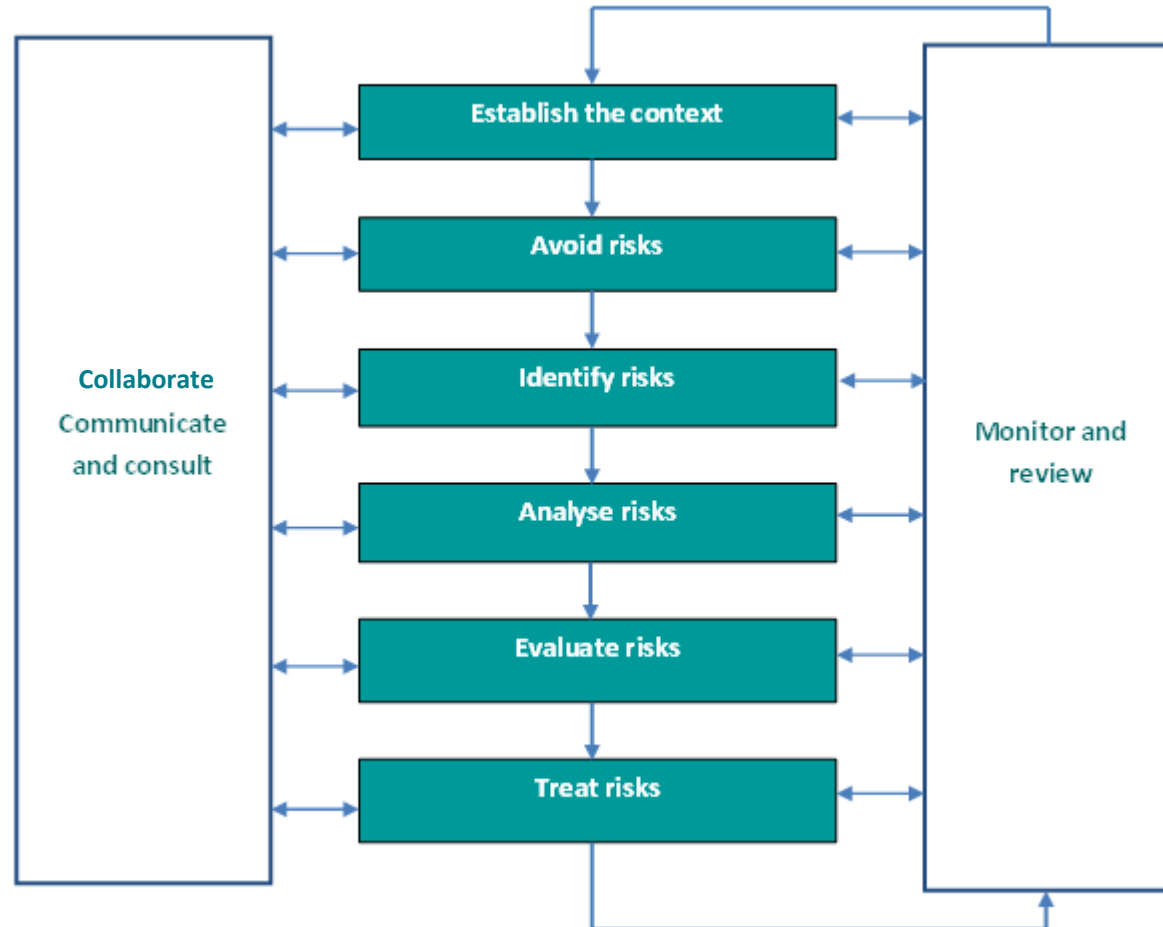 Establish the context
Avoid risks
Identify risks
Analyse risks
Evaluate risks
Treat risks
Collaborate
Communicate
and consult
Monitor and
review